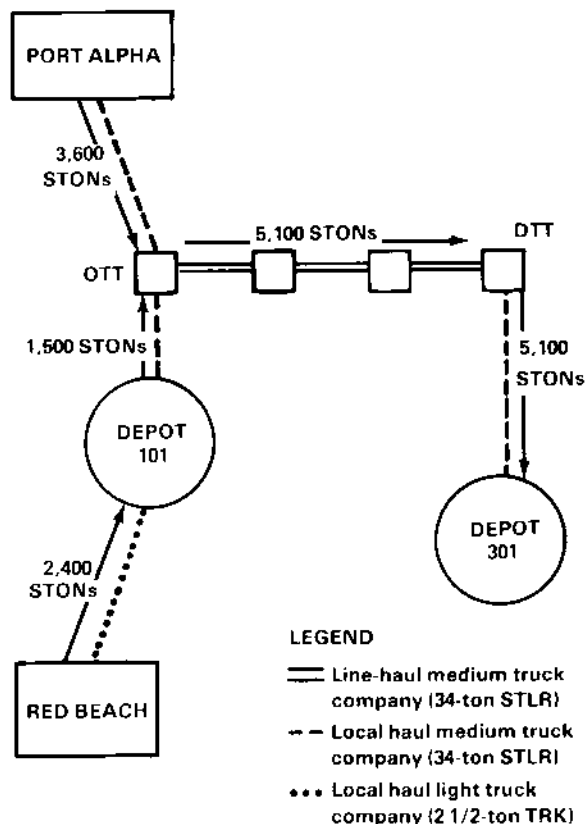 PORT ALPHA
3,600
STONs
5,100 STONs
DTT
OTT
1,500 STONs
5,100
STONs
DEPOT
101
DEPOT
301
2,400
STONs
RED BEACH
LEGEND
Line-haul medium truck
company (34-ton STLR)
Local haul medium truck
company (34-ton STLR)
Local haul light truck
company (2 1/2-ton TRK)